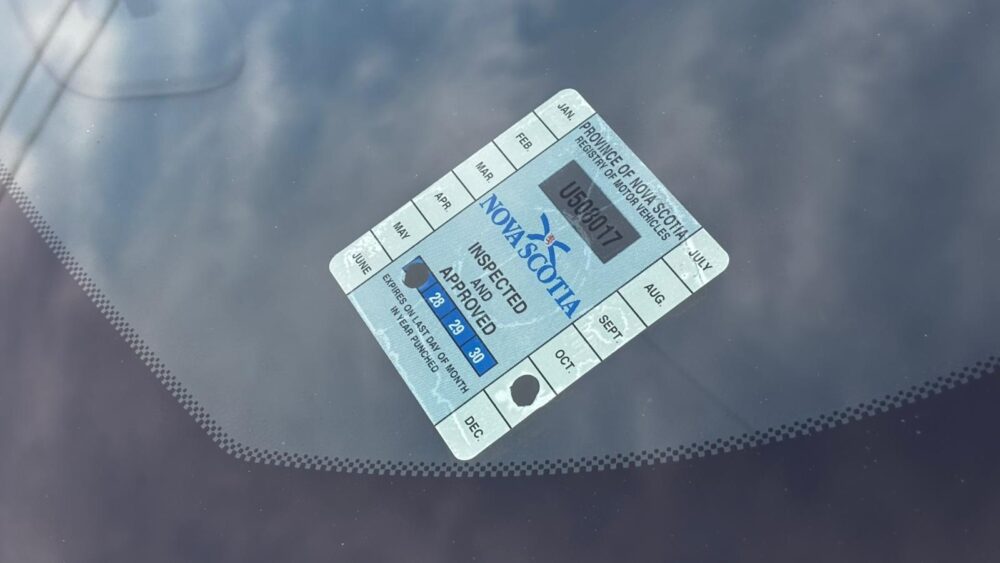 PROVINCE OF NOVA SCOTIA
REGISTRY OF MOTOR VEHICLES
U508017
NOVA SCOTIA
INSPECTED
AND
APPROVED
28 29 30
EXPIRES ON LAST DAY OF MONTH
IN YEAR PUNCHED
JAN.
FEB.
MAR.
APR.
MAY
JUNE
JULY
AUG.
SEPT.
OCT.
DEC.